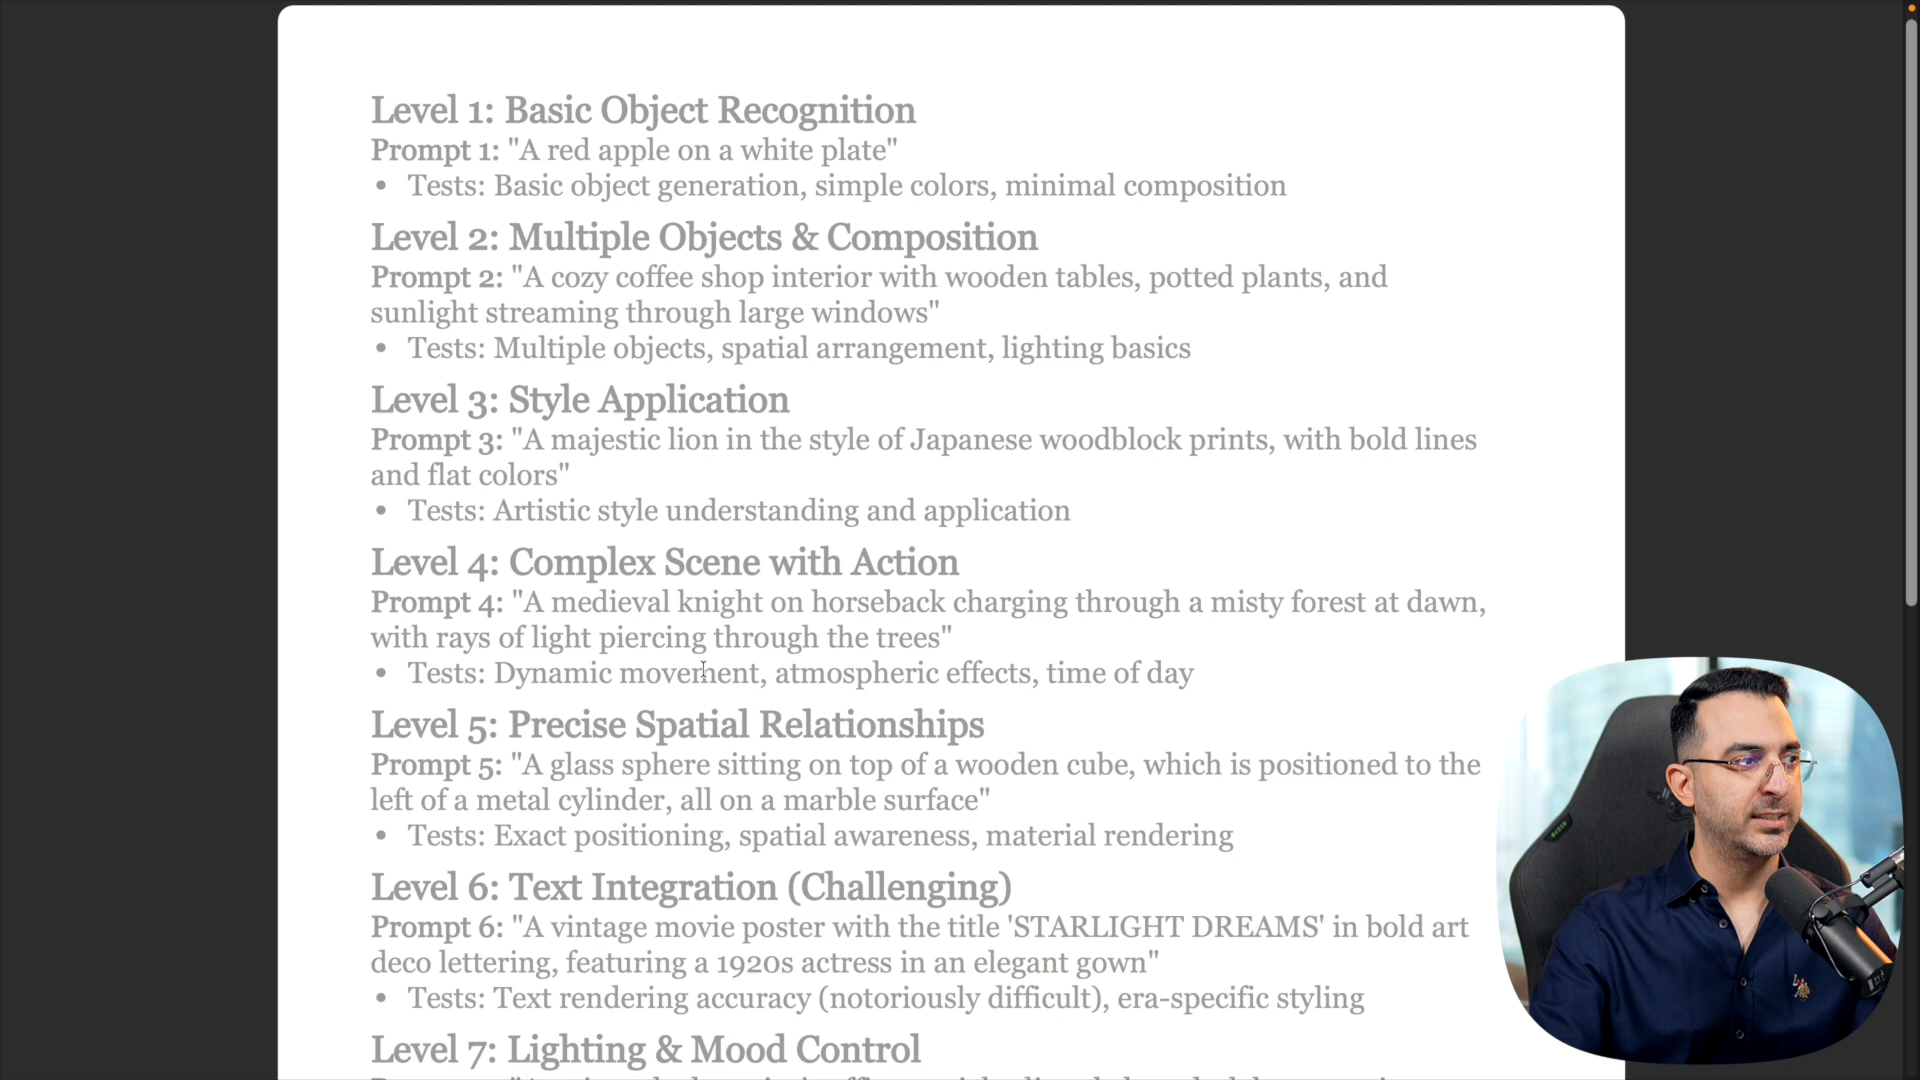 Level 1: Basic Object Recognition
Prompt 1: "A red apple on a white plate"
• Tests: Basic object generation, simple colors, minimal composition
Level 2: Multiple Objects & Composition
Prompt 2: "A cozy coffee shop interior with wooden tables, potted plants, and
sunlight streaming through large windows"
• Tests: Multiple objects, spatial arrangement, lighting basics
Level 3: Style Application
Prompt 3: "A majestic lion in the style of Japanese woodblock prints, with bold lines
and flat colors"
• Tests: Artistic style understanding and application
Level 4: Complex Scene with Action
Prompt 4: "A medieval knight on horseback charging through a misty forest at dawn,
with rays of light piercing through the trees"
• Tests: Dynamic movement, atmospheric effects, time of day
Level 5: Precise Spatial Relationships
Prompt 5: "A glass sphere sitting on top of a wooden cube, which is positioned to the
left of a metal cylinder, all on a marble surface"
• Tests: Exact positioning, spatial awareness, material rendering
Level 6: Text Integration (Challenging)
Prompt 6: "A vintage movie poster with the title 'STARLIGHT DREAMS' in bold art
deco lettering, featuring a 1920s actress in an elegant gown"
• Tests: Text rendering accuracy (notoriously difficult), era-specific styling
Level 7: Lighting & Mood Control